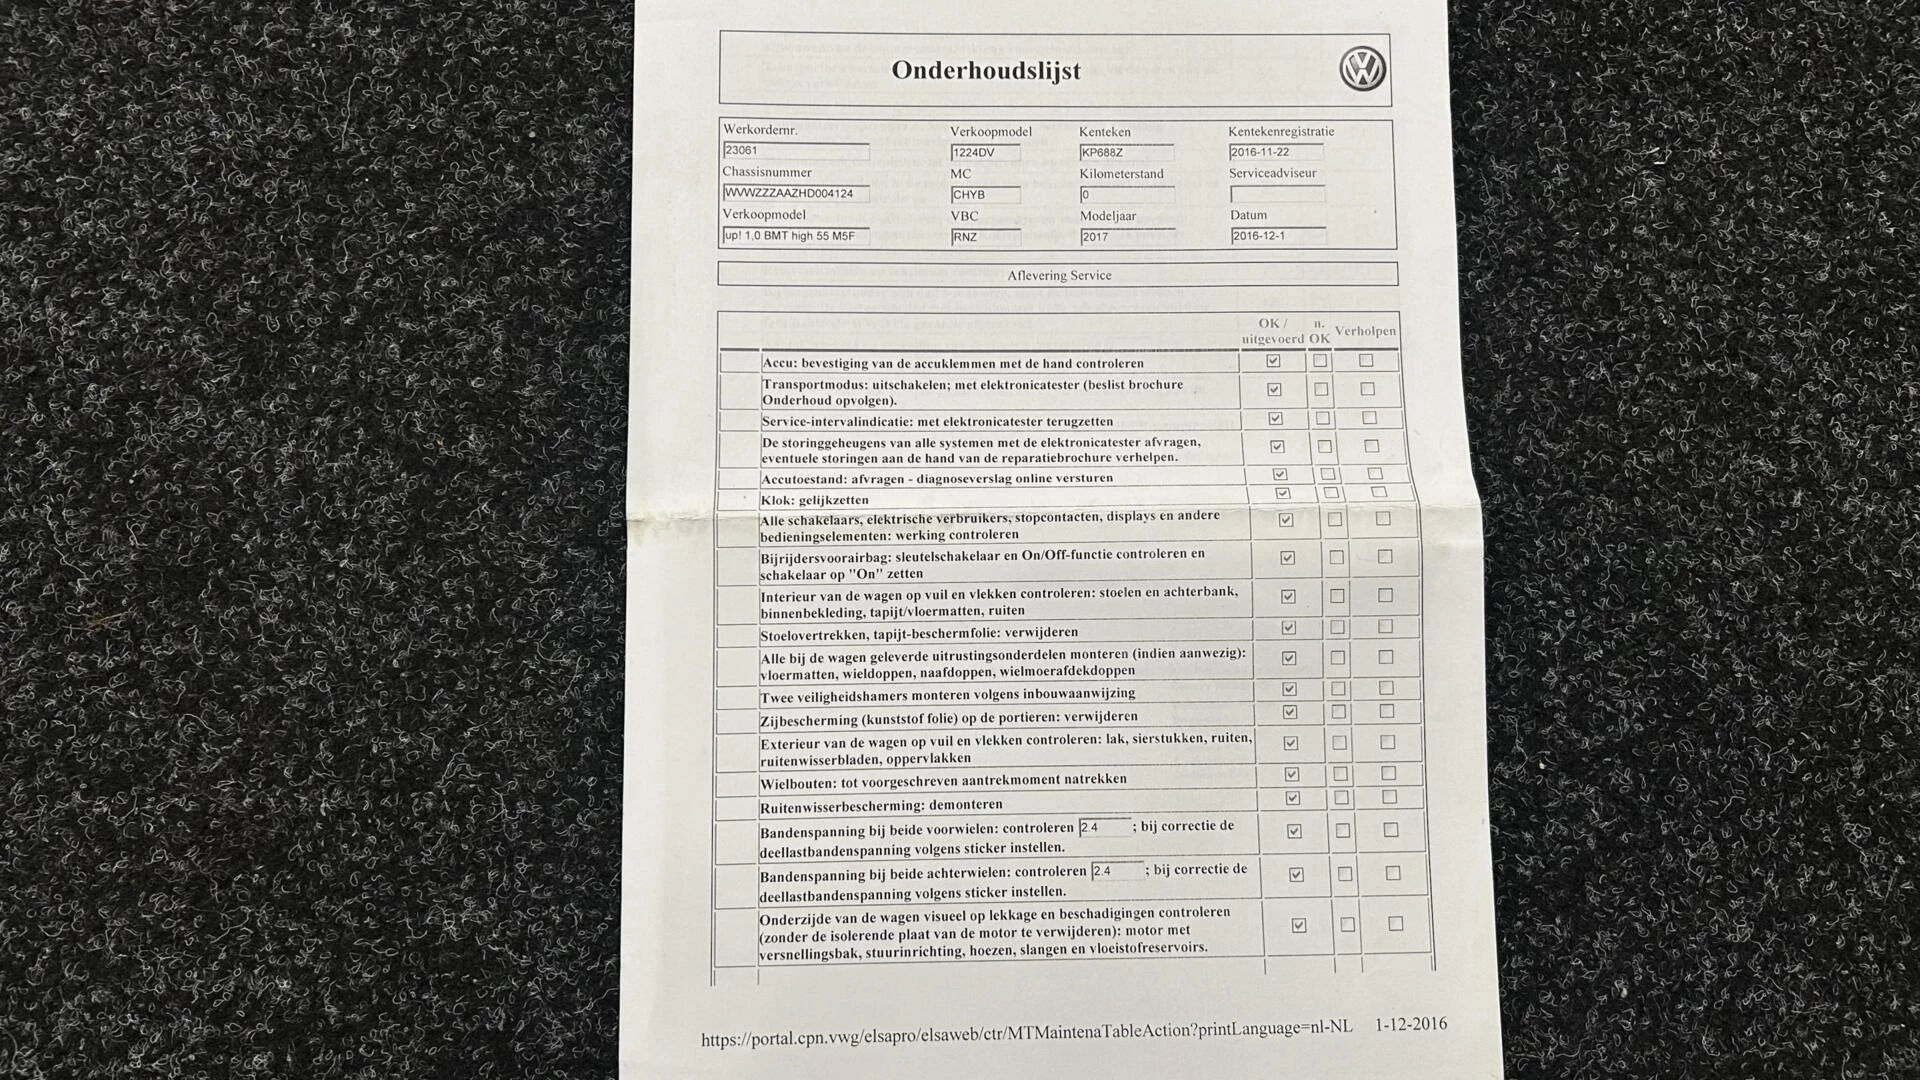 Onderhoudslijst
Werkordernr. Verkoopmodel Kenteken Kentekenregistratie
23061 1224DV KP688Z 2016-11-22
Chassisnummer MC Kilometerstand Serviceadviseur
WVWZZZAAZHD004124 CHYB 0
Verkoopmodel VBC Modeljaar Datum
up! 1,0 BMT high 55 M5F RNZ 2017 2016-12-1
Aflevering Service
OK / n. Verholpen
uitgevoerd OK
Accu: bevestiging van de accuklemmen met de hand controleren
Transportmodus: uitschakelen; met elektronicatester (beslist brochure
Onderhoud opvolgen).
Service-intervalindicatie: met elektronicatester terugzetten
De storinggeheugens van alle systemen met de elektronicatester afvragen,
eventuele storingen aan de hand van de reparatiebrochure verhelpen.
Accutoestand: afvragen - diagnoseverslag online versturen
Klok: gelijkzetten
Alle schakelaars, elektrische verbruikers, stopcontacten, displays en andere
bedieningselementen: werking controleren
Bijrijdersvoorairbag: sleutelschakelaar en On/Off-functie controleren en
schakelaar op "On" zetten
Interieur van de wagen op vuil en vlekken controleren: stoelen en achterbank,
binnenbekleding, tapijt/vloermatten, ruiten
Stoelovertrekken, tapijt-beschermfolie: verwijderen
Alle bij de wagen geleverde uitrustingsonderdelen monteren (indien aanwezig):
vloermatten, wieldoppen, naafdoppen, wielmoerafdekdoppen
Twee veiligheidshamers monteren volgens inbouwaanwijzing
Zijbescherming (kunststof folie) op de portieren: verwijderen
Exterieur van de wagen op vuil en vlekken controleren: lak, sierstukken, ruiten,
ruitenwisserbladen, oppervlakken
Wielbouten: tot voorgeschreven aantrekmoment natrekken
Ruitenwisserbescherming: demonteren
Bandenspanning bij beide voorwielen: controleren 2.4 ; bij correctie de
deellastbandenspanning volgens sticker instellen.
Bandenspanning bij beide achterwielen: controleren 2.4 ; bij correctie de
deellastbandenspanning volgens sticker instellen.
Onderzijde van de wagen visueel op lekkage en beschadigingen controleren
(zonder de isolerende plaat van de motor te verwijderen): motor met
versnellingsbak, stuurinrichting, hoezen, slangen en vloeistofreservoirs.
https://portal.cpn.vwg/elsapro/elsaweb/ctr/MTMaintenaTableAction?printLanguage=nl-NL 1-12-2016